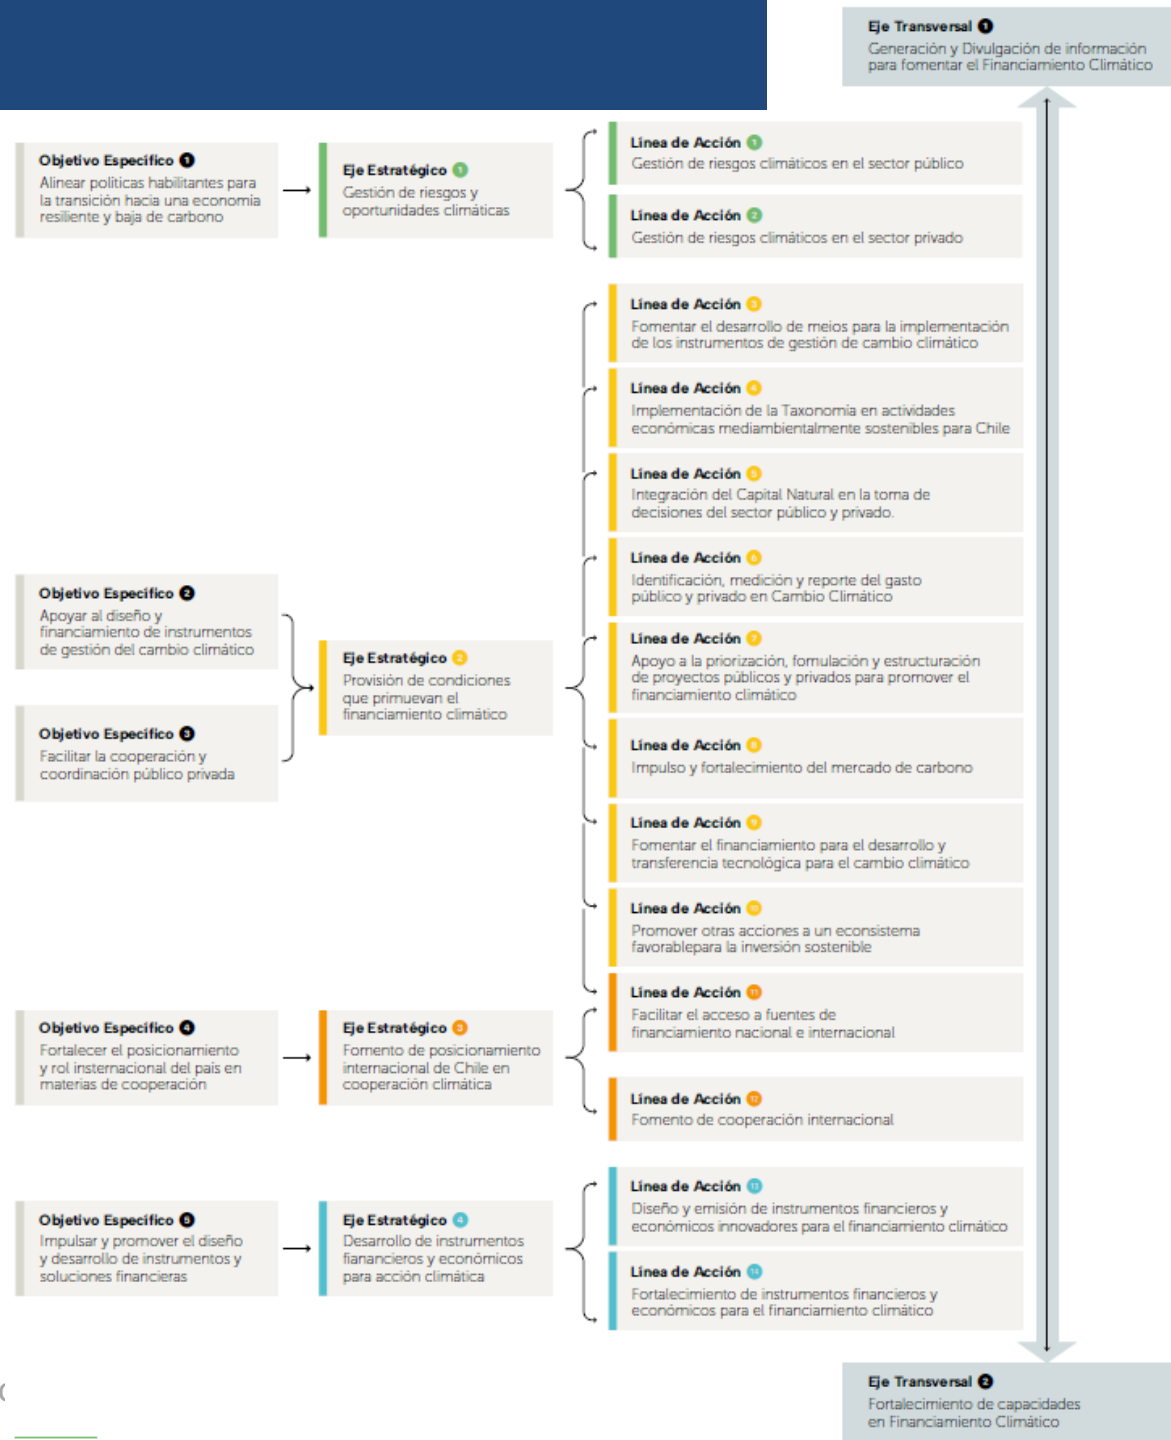 Eje Transversal 1
Generación y Divulgación de información
para fomentar el Financiamiento Climático
Objetivo Específico 1
Alinear políticas habilitantes para
la transición hacia una economía
resiliente y baja de carbono
Eje Estratégico 1
Gestión de riesgos y
oportunidades climáticas
Línea de Acción 1
Gestión de riesgos climáticos en el sector público
Línea de Acción 2
Gestión de riesgos climáticos en el sector privado
Línea de Acción 3
Fomentar el desarrollo de meios para la implementación
de los instrumentos de gestión de cambio climático
Línea de Acción 4
Implementación de la Taxonomía en actividades
económicas mediambientalmente sostenibles para Chile
Línea de Acción 5
Integración del Capital Natural en la toma de
decisiones del sector público y privado.
Línea de Acción 6
Identificación, medición y reporte del gasto
público y privado en Cambio Climático
Objetivo Específico 2
Apoyar al diseño y
financiamiento de instrumentos
de gestión del cambio climático
Objetivo Específico 3
Facilitar la cooperación y
coordinación público privada
Eje Estratégico 2
Provisión de condiciones
que primuevan el
financiamiento climático
Línea de Acción 7
Apoyo a la priorización, fomulación y estructuración
de proyectos públicos y privados para promover el
financiamiento climático
Línea de Acción 8
Impulso y fortalecimiento del mercado de carbono
Línea de Acción 9
Fomentar el financiamiento para el desarrollo y
transferencia tecnológica para el cambio climático
Línea de Acción 10
Promover otras acciones a un econsistema
favorablepara la inversión sostenible
Objetivo Específico 4
Fortalecer el posicionamiento
y rol insternacional del país en
materias de cooperación
Eje Estratégico 3
Fomento de posicionamiento
internacional de Chile en
cooperación climática
Línea de Acción 11
Facilitar el acceso a fuentes de
financiamiento nacional e internacional
Línea de Acción 12
Fomento de cooperación internacional
Objetivo Específico 5
Impulsar y promover el diseño
y desarrollo de instrumentos y
soluciones financieras
Eje Estratégico 4
Desarrollo de instrumentos
fianancieros y económicos
para acción climática
Línea de Acción 13
Diseño y emisión de instrumentos financieros y
económicos innovadores para el financiamiento climático
Línea de Acción 14
Fortalecimiento de instrumentos financieros y
económicos para el financiamiento climático
Eje Transversal 2
Fortalecimiento de capacidades
en Financiamiento Climático